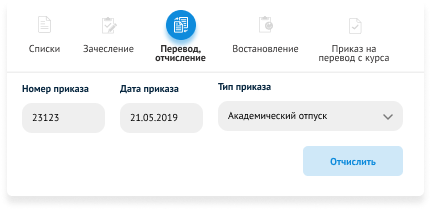 Списки
Зачесление
Перевод,
отчисление
Востановление
Приказ на
перевод с курса
Номер приказа
Дата приказа
Тип приказа
23123
21.05.2019
Академический отпуск
Отчислить